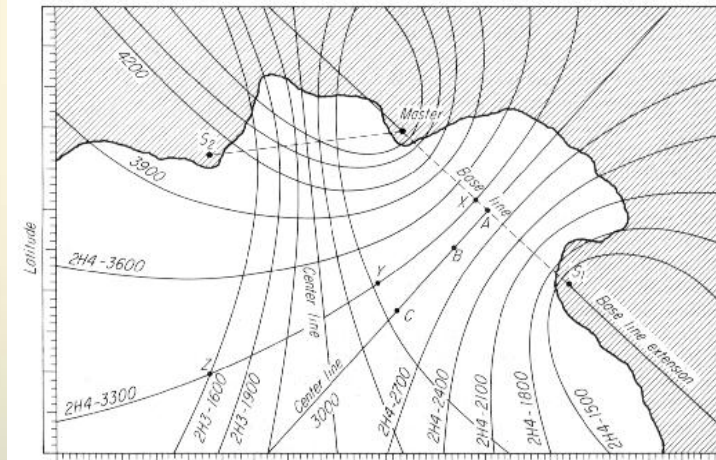 4200
Master
S2
3900
Base line
X
A
B
Latitude
2H4-3600
Center line
Y
S1
C
Base line extension
Z
2H4-3300
2H3-1600
2H3-1900
Center line
3000
2H4-2700
2H4-2400
2H4-2100
2H4-1800
2H4-1500